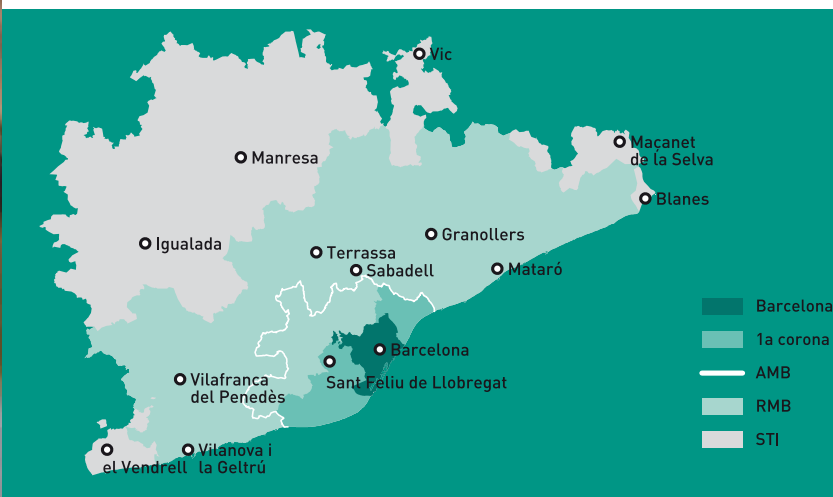 Vic
Manresa
Maçanet
de la Selva
Blanes
Granollers
Igualada
Terrassa
Sabadell
Mataró
Barcelona
Sant Feliu de Llobregat
Vilafranca
del Penedès
Vilanova i
la Geltrú
el Vendrell
Barcelona
1a corona
AMB
RMB
STI